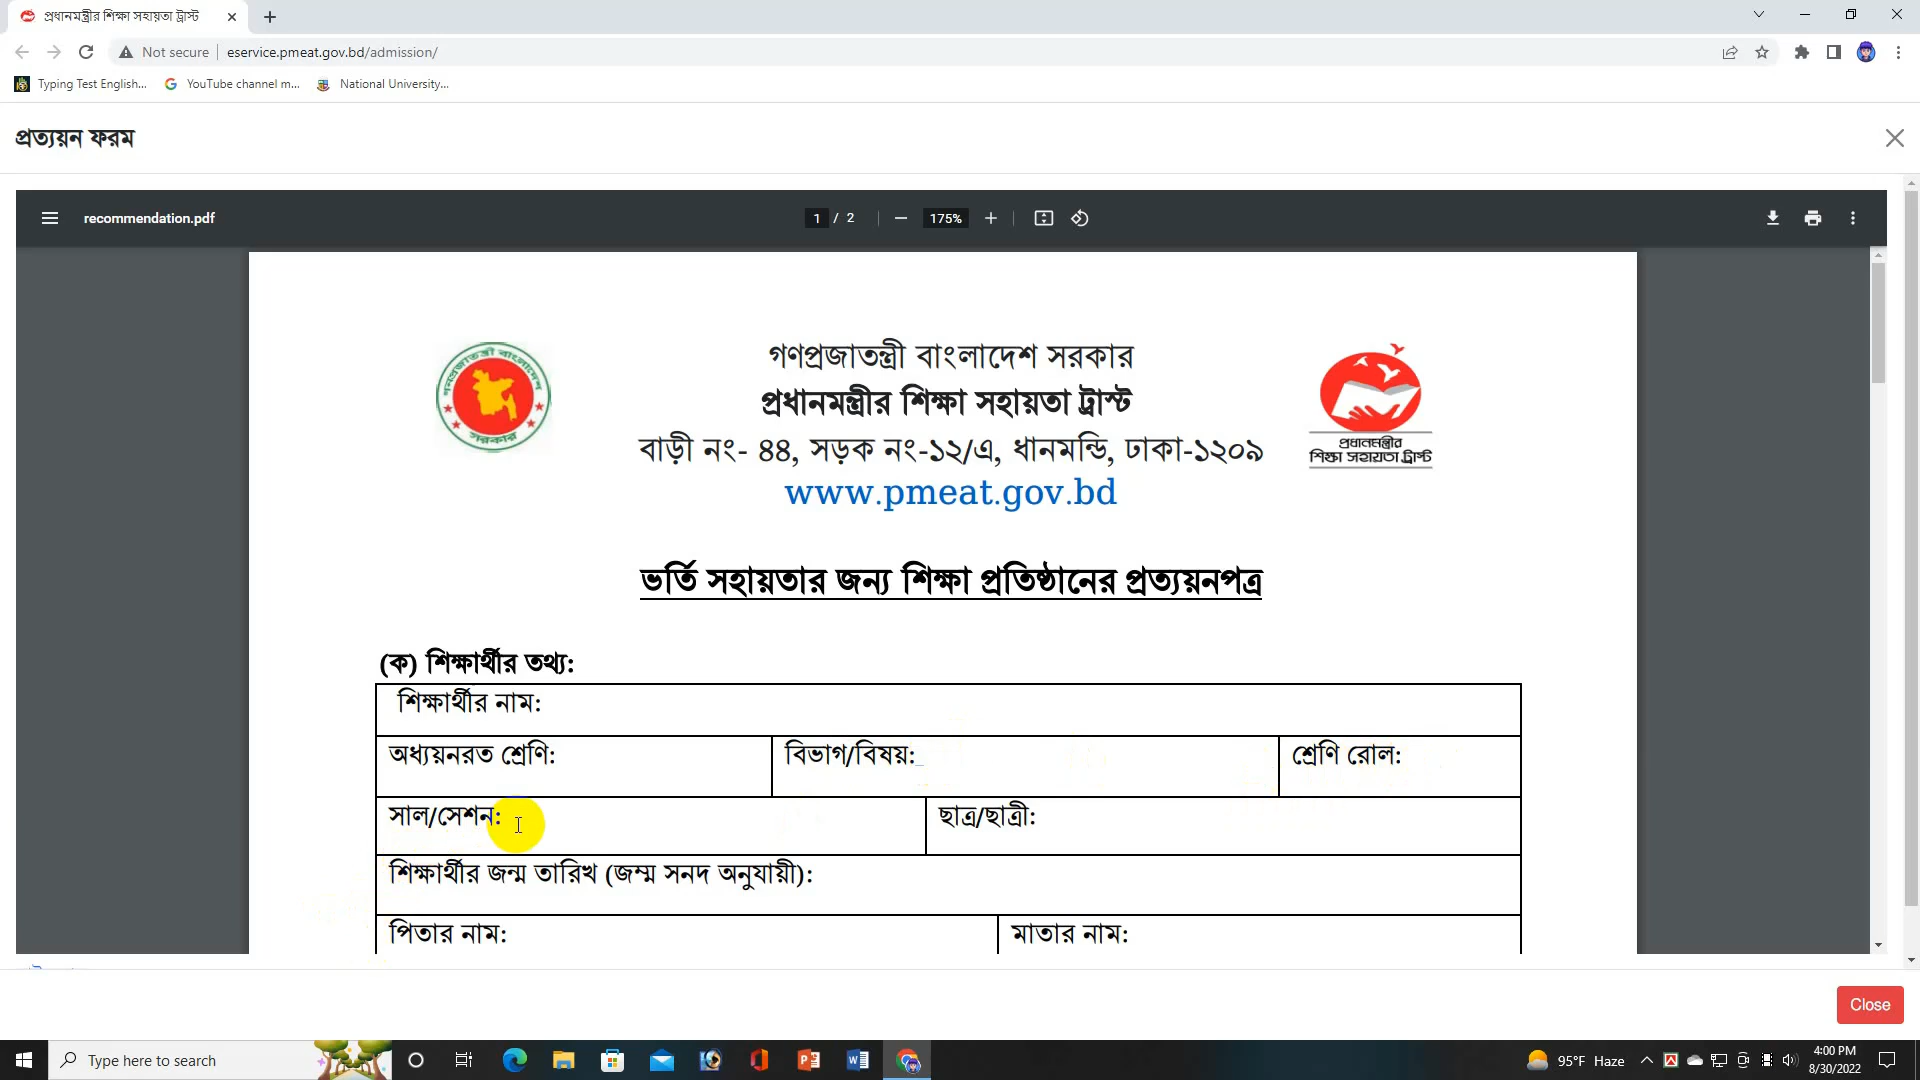 প্রধানমন্ত্রীর শিক্ষা সহায়তা ট্রাস্ট
Not secure eservice.pmeat.gov.bd/admission/
Typing Test English... YouTube channel m... National University...
প্রত্যয়ন ফরম
recommendation.pdf 1 / 2 175%
গণপ্রজাতন্ত্রী বাংলাদেশ সরকার
প্রধানমন্ত্রীর শিক্ষা সহায়তা ট্রাস্ট
বাড়ী নং- ৪৪, সড়ক নং-১২/এ, ধানমন্ডি, ঢাকা-১২০৯
www.pmeat.gov.bd
প্রধানমন্ত্রীর
শিক্ষা সহায়তা ট্রাস্ট
ভর্তি সহায়তার জন্য শিক্ষা প্রতিষ্ঠানের প্রত্যয়নপত্র
(ক) শিক্ষার্থীর তথ্য:
শিক্ষার্থীর নাম:
অধ্যয়নরত শ্রেণি: বিভাগ/বিষয়: শ্রেণি রোল:
সাল/সেশন: ছাত্র/ছাত্রী:
শিক্ষার্থীর জন্ম তারিখ (জম্ম সনদ অনুযায়ী):
পিতার নাম: মাতার নাম:
Close
Type here to search 95°F Haze 4:00 PM
8/30/2022